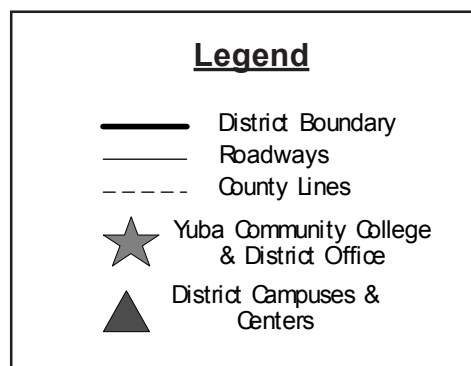 Legend
District Boundary
Roadways
County Lines
Yuba Community College
& District Office
District Campuses &
Centers